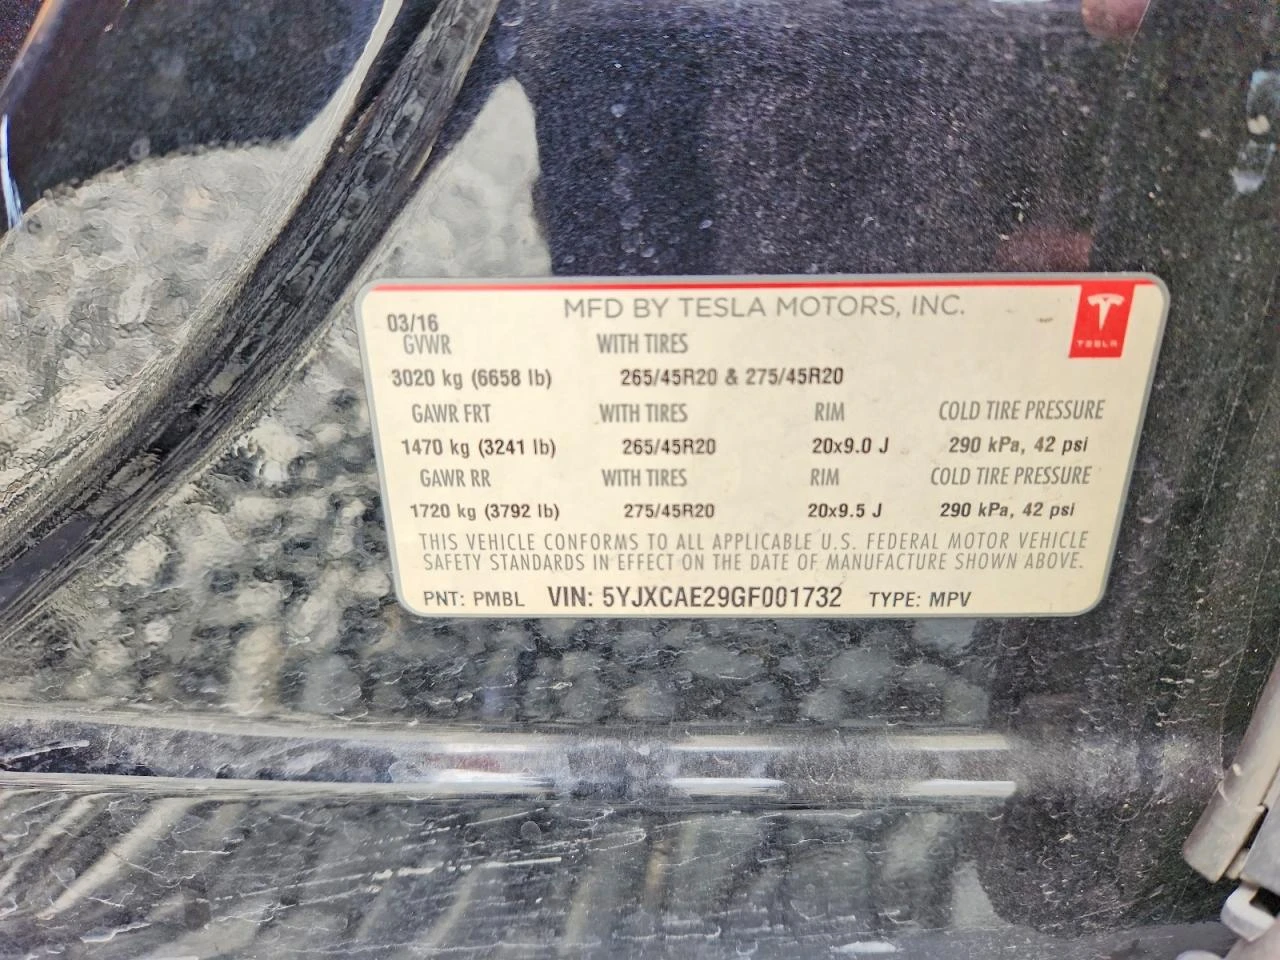 MFD BY TESLA MOTORS, INC.
TESLA
03/16
GVWR WITH TIRES
3020 kg (6658 lb) 265/45R20 & 275/45R20
GAWR FRT WITH TIRES RIM COLD TIRE PRESSURE
1470 kg (3241 lb) 265/45R20 20x9.0 J 290 kPa, 42 psi
GAWR RR WITH TIRES RIM COLD TIRE PRESSURE
1720 kg (3792 lb) 275/45R20 20x9.5 J 290 kPa, 42 psi
THIS VEHICLE CONFORMS TO ALL APPLICABLE U.S. FEDERAL MOTOR VEHICLE
SAFETY STANDARDS IN EFFECT ON THE DATE OF MANUFACTURE SHOWN ABOVE.
PNT: PMBL VIN: 5YJXCAE29GF001732 TYPE: MPV